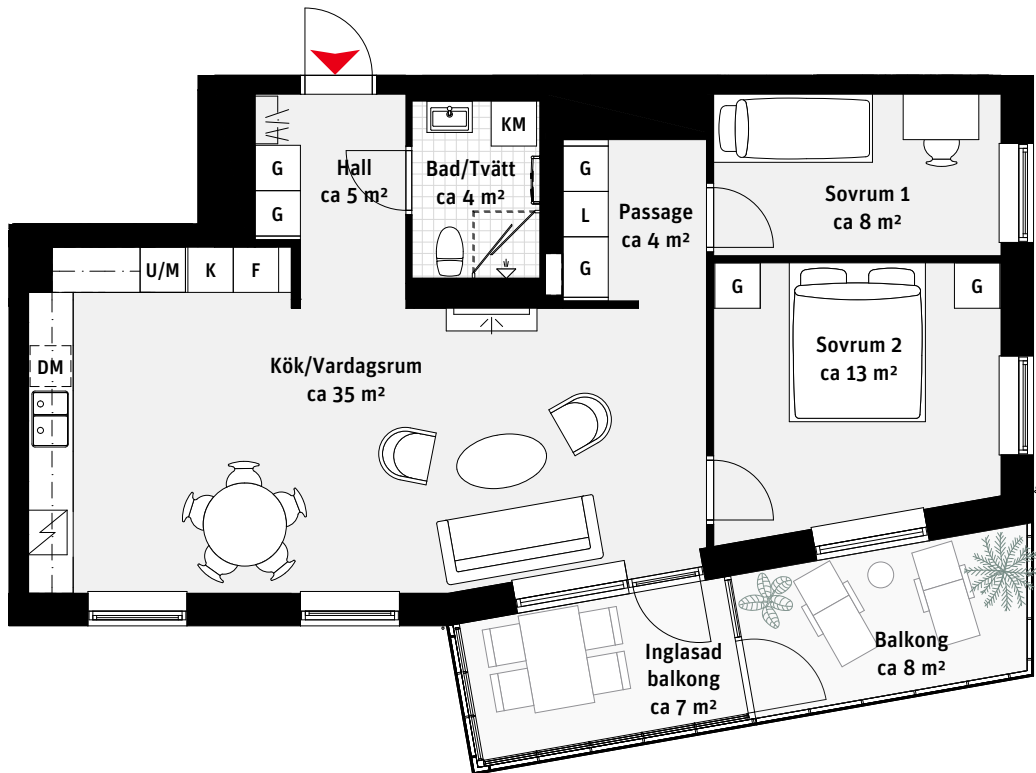 KM
G
Hall
ca 5 m²
Bad/Tvätt
ca 4 m²
G
G
L
G
Passage
ca 4 m²
Sovrum 1
ca 8 m²
U/M
K
F
G
G
Sovrum 2
ca 13 m²
DM
Kök/Vardagsrum
ca 35 m²
Inglasad
balkong
ca 7 m²
Balkong
ca 8 m²